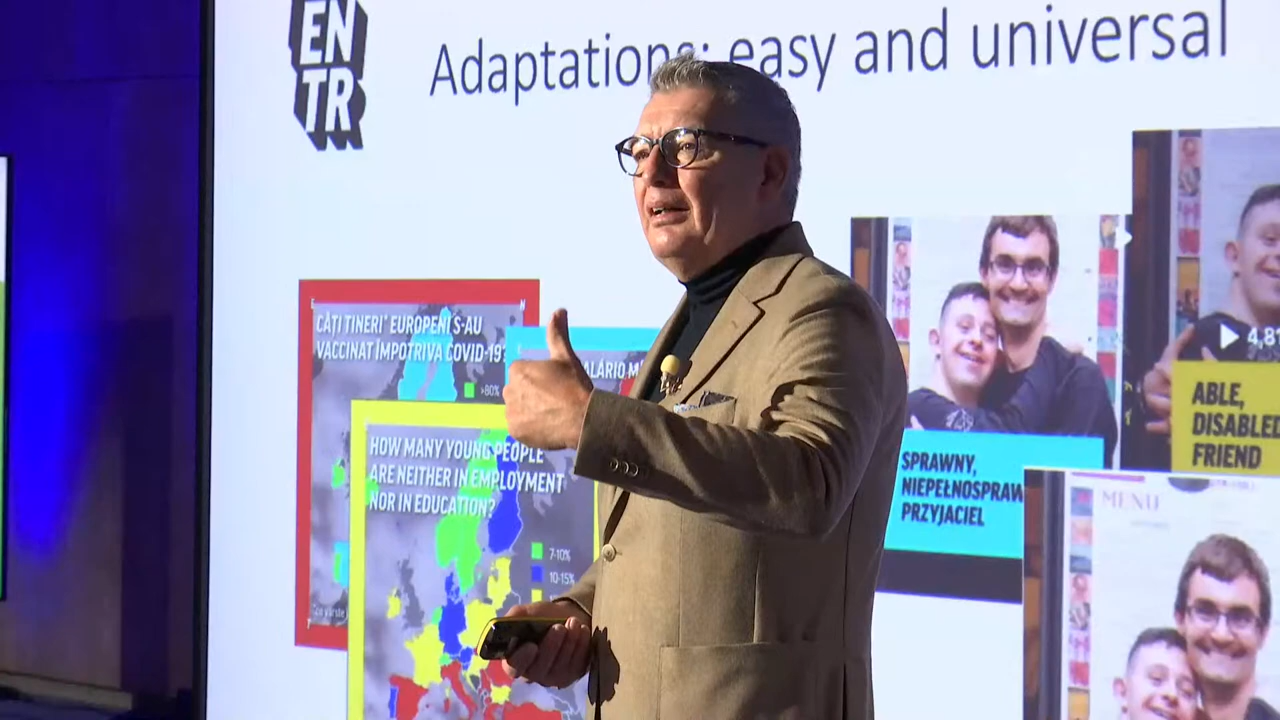 EN
TR
Adaptations: easy and universal
CÂȚI TINERI* EUROPENI S-AU
VACCINAT ÎMPOTRIVA COVID-19?
>80%
HOW MANY YOUNG PEOPLE
ARE NEITHER IN EMPLOYMENT
NOR IN EDUCATION?
7-10%
10-15%
SPRAWNY,
NIEPEŁNOSPRAW
PRZYJACIEL
ABLE,
DISABLED
FRIEND
MENU